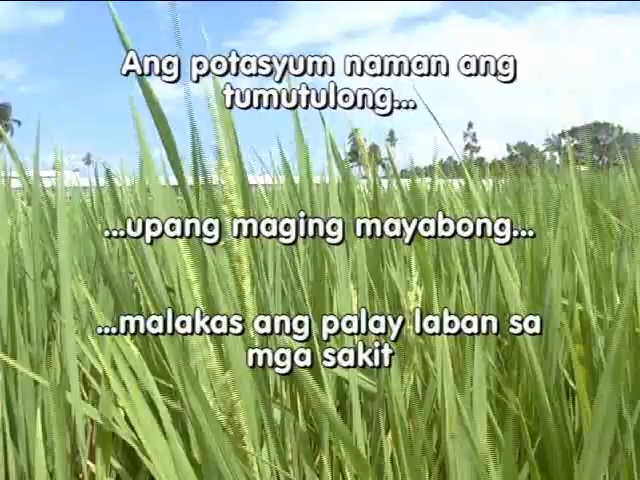 Ang potasyum naman ang
tumutulong...
...upang maging mayabong...
...malakas ang palay laban sa
mga sakit